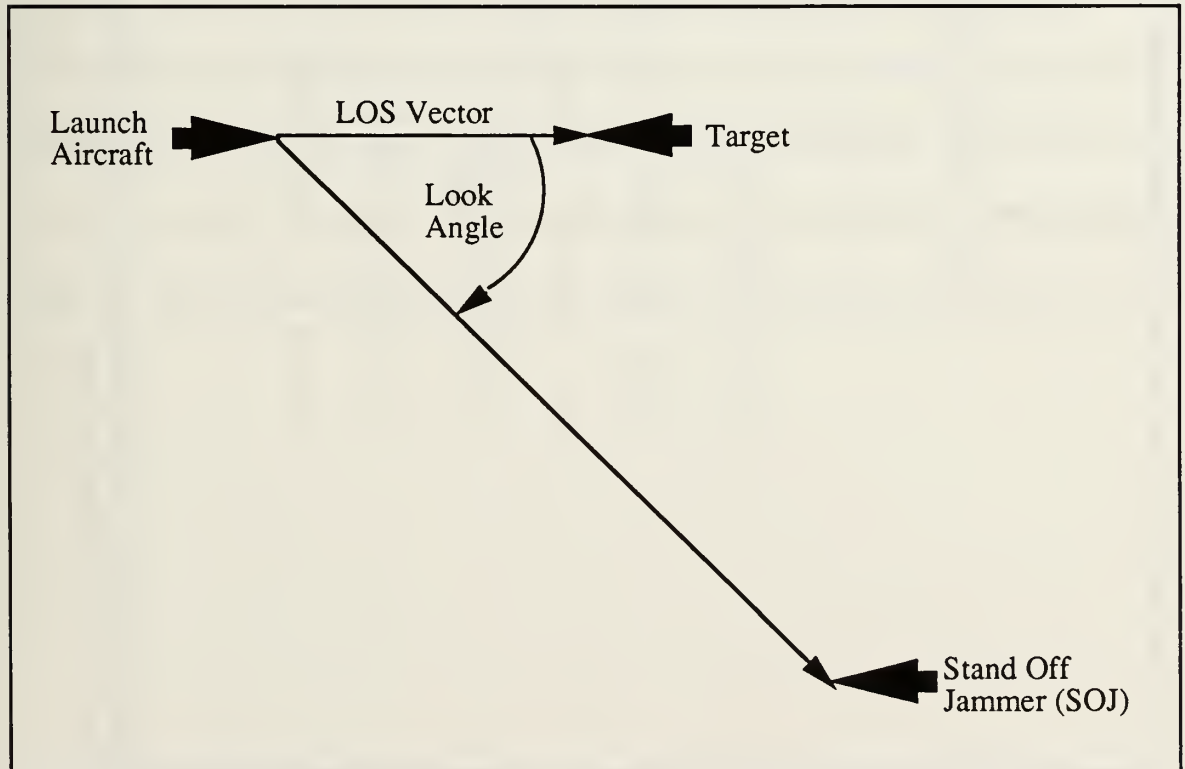 Launch
Aircraft
LOS Vector
Target
Look
Angle
Stand Off
Jammer (SOJ)